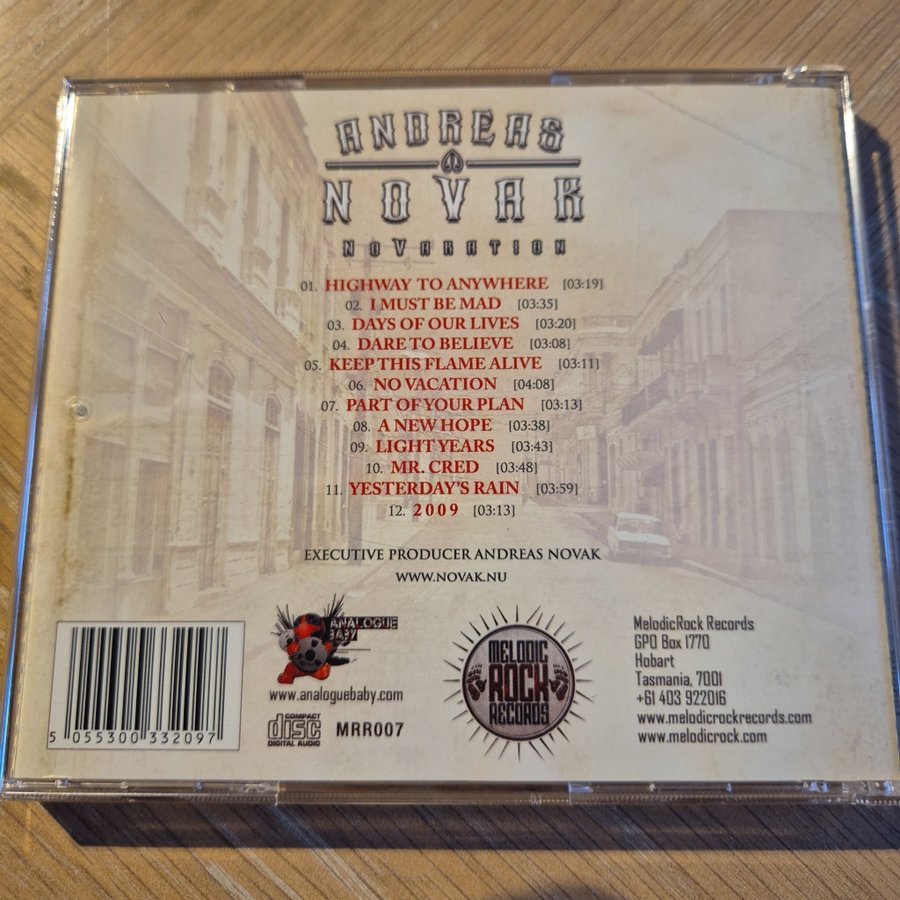 ANDREAS
NOVAK
NOVAKATION
01. HIGHWAY TO ANYWHERE [03:19]
02. I MUST BE MAD [03:35]
03. DAYS OF OUR LIVES [03:20]
04. DARE TO BELIEVE [03:08]
05. KEEP THIS FLAME ALIVE [03:11]
06. NO VACATION [04:08]
07. PART OF YOUR PLAN [03:13]
08. A NEW HOPE [03:38]
09. LIGHT YEARS [03:43]
10. MR. CRED [03:48]
11. YESTERDAY'S RAIN [03:59]
12. 2009 [03:13]
EXECUTIVE PRODUCER ANDREAS NOVAK
WWW.NOVAK.NU
5 055300 332097
ANALOGUE
BABY
www.analoguebaby.com
COMPACT
disc
DIGITAL AUDIO
MRR007
MELODIC
ROCK
RECORDS
MelodicRock Records
GPO Box 1770
Hobart
Tasmania, 7001
+61 403 922016
www.melodicrockrecords.com
www.melodicrock.com